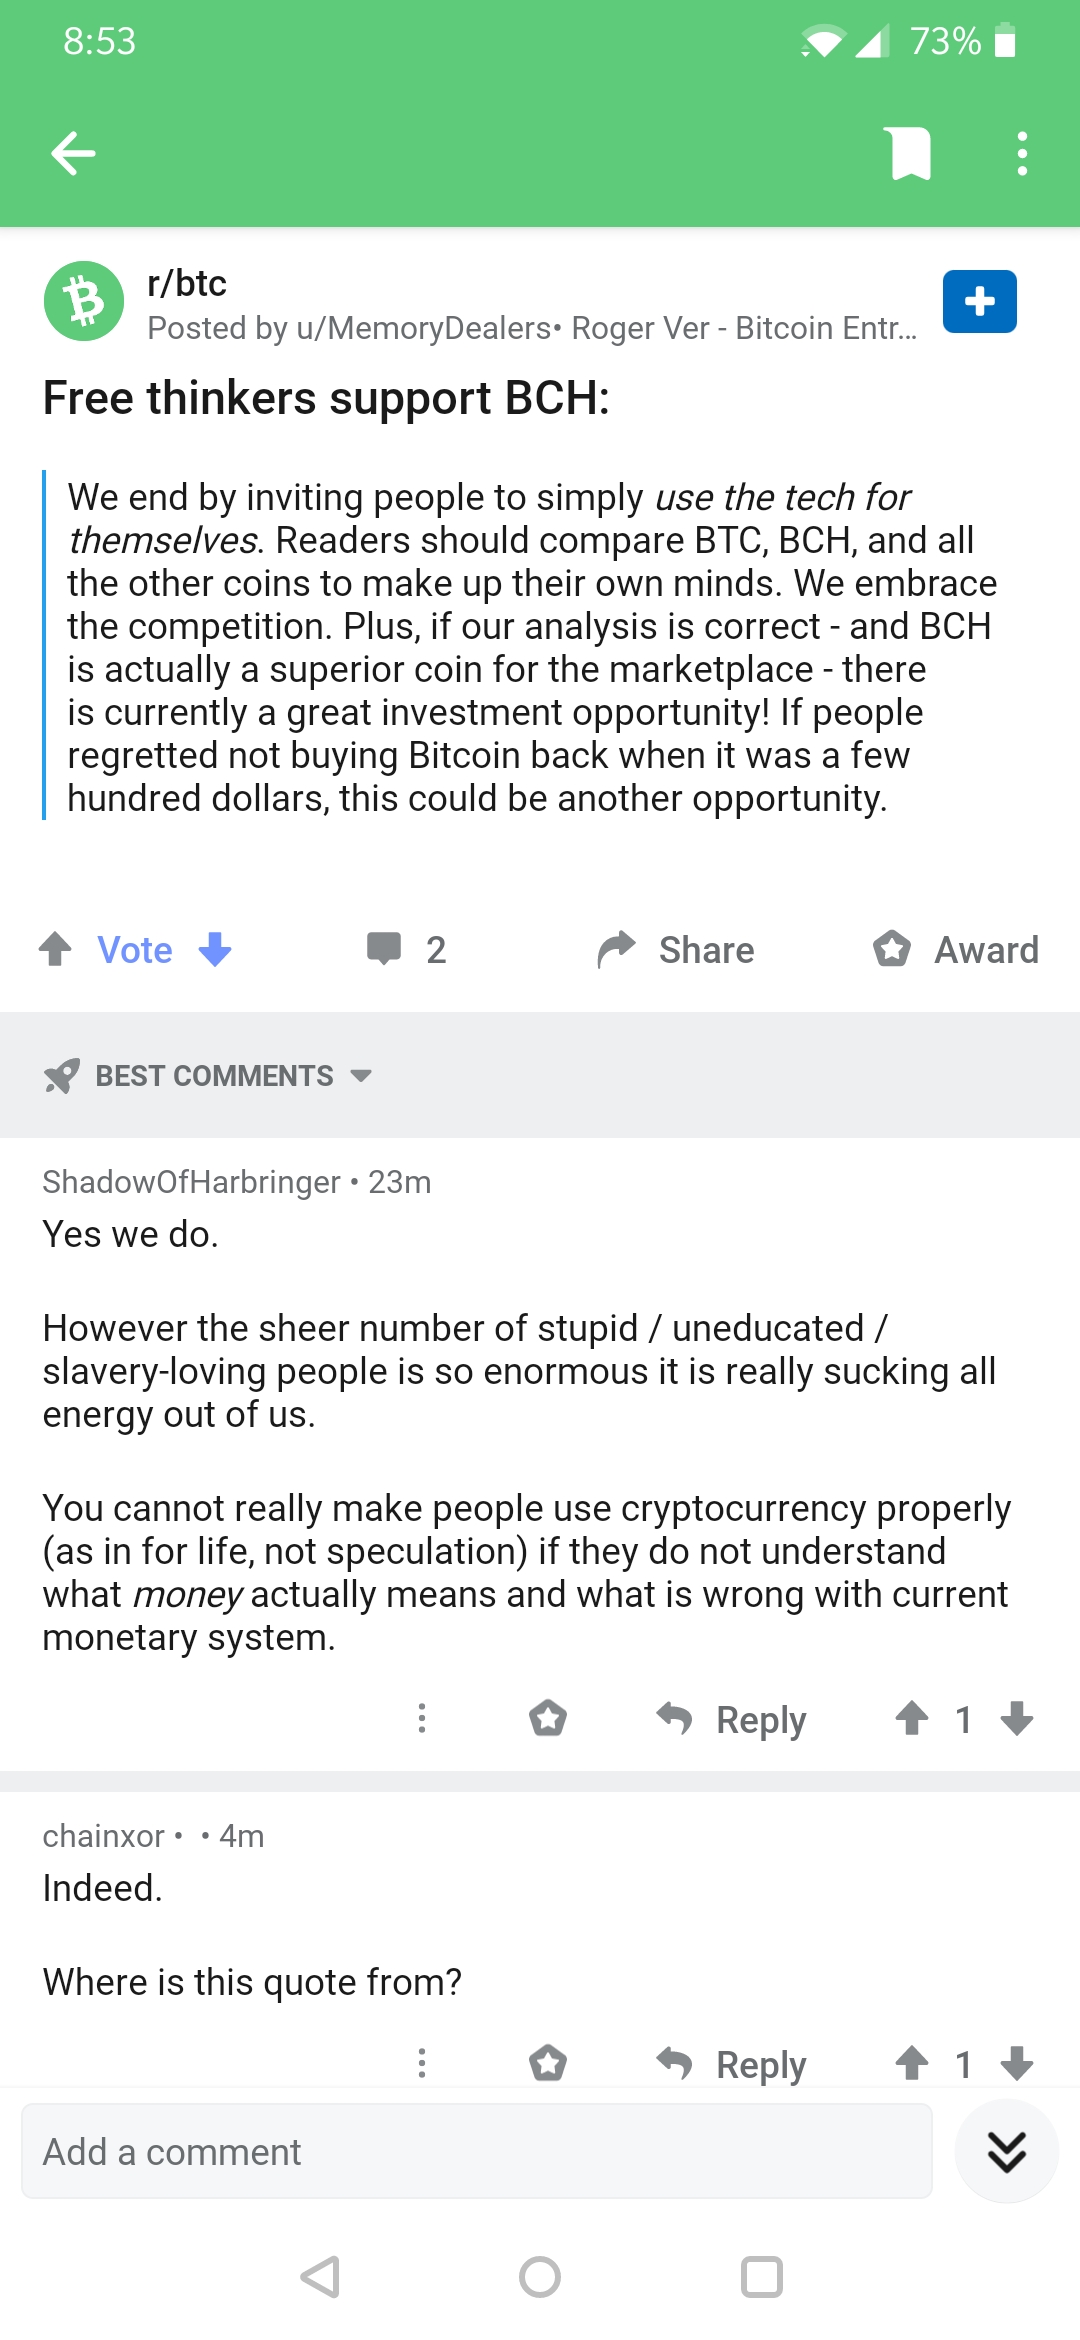 8:53
73%
r/btc
Posted by u/MemoryDealers• Roger Ver - Bitcoin Entr...
Free thinkers support BCH:
We end by inviting people to simply use the tech for
themselves. Readers should compare BTC, BCH, and all
the other coins to make up their own minds. We embrace
the competition. Plus, if our analysis is correct - and BCH
is actually a superior coin for the marketplace - there
is currently a great investment opportunity! If people
regretted not buying Bitcoin back when it was a few
hundred dollars, this could be another opportunity.
Vote 2 Share Award
BEST COMMENTS
ShadowOfHarbringer • 23m
Yes we do.
However the sheer number of stupid / uneducated /
slavery-loving people is so enormous it is really sucking all
energy out of us.
You cannot really make people use cryptocurrency properly
(as in for life, not speculation) if they do not understand
what money actually means and what is wrong with current
monetary system.
Reply 1
chainxor • • 4m
Indeed.
Where is this quote from?
Reply 1
Add a comment